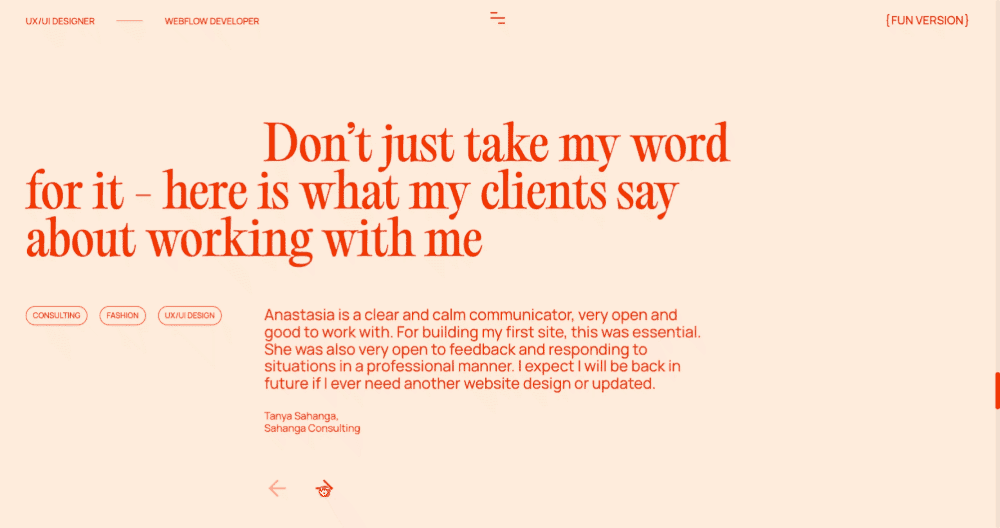 UX/UI DESIGNER
WEBFLOW DEVELOPER
{FUN VERSION}
Don’t just take my word
for it - here is what my clients say
about working with me
CONSULTING
FASHION
UX/UI DESIGN
Anastasia is a clear and calm communicator, very open and
good to work with. For building my first site, this was essential.
She was also very open to feedback and responding to
situations in a professional manner. I expect I will be back in
future if I ever need another website design or updated.
Tanya Sahanga,
Sahanga Consulting